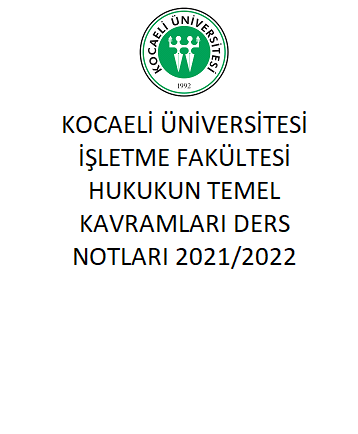 KOCAELİ ÜNİVERSİTESİ
1992
KOCAELİ ÜNİVERSİTESİ
İŞLETME FAKÜLTESİ
HUKUKUN TEMEL
KAVRAMLARI DERS
NOTLARI 2021/2022